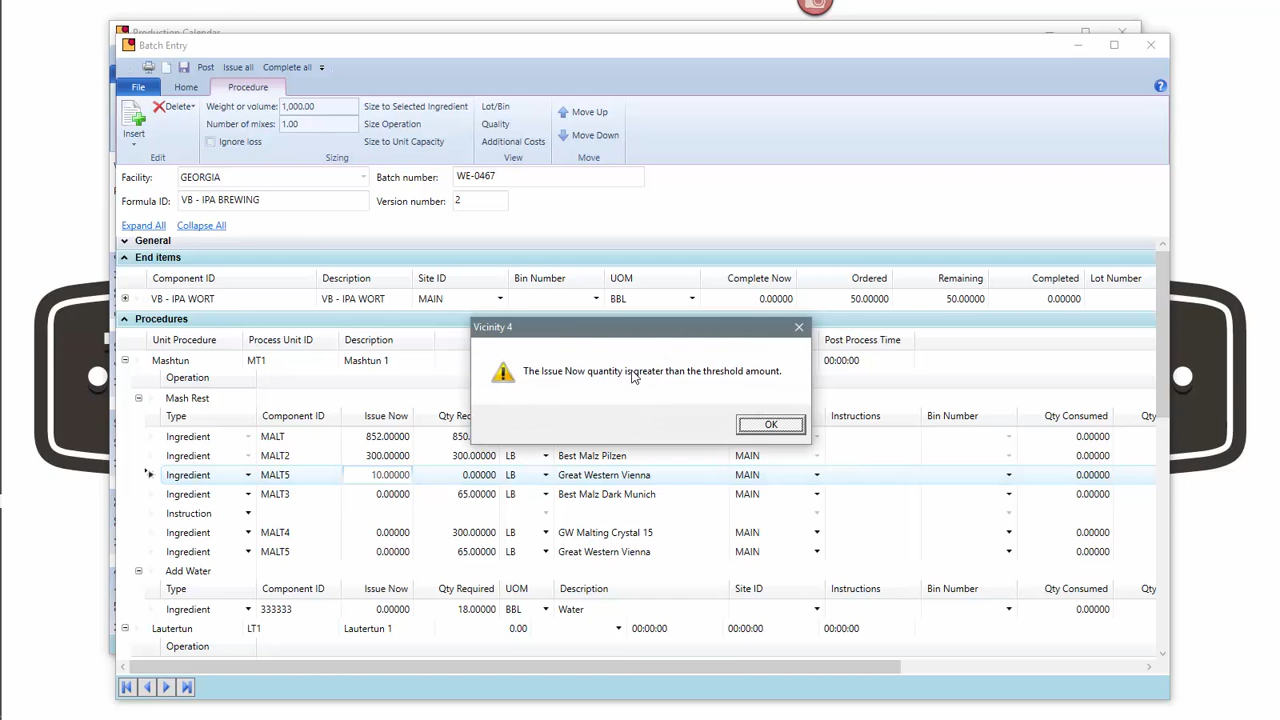 Production Calendar
Batch Entry
Post Issue all Complete all
File Home Procedure
Insert
Delete
Edit
Weight or volume: 1,000.00 Size to Selected Ingredient
Number of mixes: 1.00 Size Operation
Ignore loss Size to Unit Capacity
Sizing
Lot/Bin
Quality
Additional Costs
View
Move Up
Move Down
Move
Facility: GEORGIA Batch number: WE-0467
Formula ID: VB - IPA BREWING Version number: 2
Expand All Collapse All
General
End items
Component ID Description Site ID Bin Number UOM Complete Now Ordered Remaining Completed Lot Number
VB - IPA WORT VB - IPA WORT MAIN BBL 0.00000 50.00000 50.00000 0.00000
Procedures
Unit Procedure Process Unit ID Description Post Process Time
Mashtun MT1 Mashtun 1 00:00:00
Operation
Mash Rest
Type Component ID Issue Now Qty Re Instructions Bin Number Qty Consumed Qty
Ingredient MALT 852.00000 850. 0.00000
Ingredient MALT2 300.00000 300.00000 LB Best Malz Pilzen MAIN 0.00000
Ingredient MALT5 10.00000 0.00000 LB Great Western Vienna MAIN 0.00000
Ingredient MALT3 0.00000 65.00000 LB Best Malz Dark Munich MAIN 0.00000
Instruction
Ingredient MALT4 0.00000 300.00000 LB GW Malting Crystal 15 MAIN 0.00000
Ingredient MALT5 0.00000 65.00000 LB Great Western Vienna MAIN 0.00000
Add Water
Type Component ID Issue Now Qty Required UOM Description Site ID Instructions Bin Number Qty Consumed Qty
Ingredient 333333 0.00000 18.00000 BBL Water 0.00000
Lautertun LT1 Lautertun 1 0.00 00:00:00 00:00:00 00:00:00
Operation
Vicinity 4
The Issue Now quantity is greater than the threshold amount.
OK